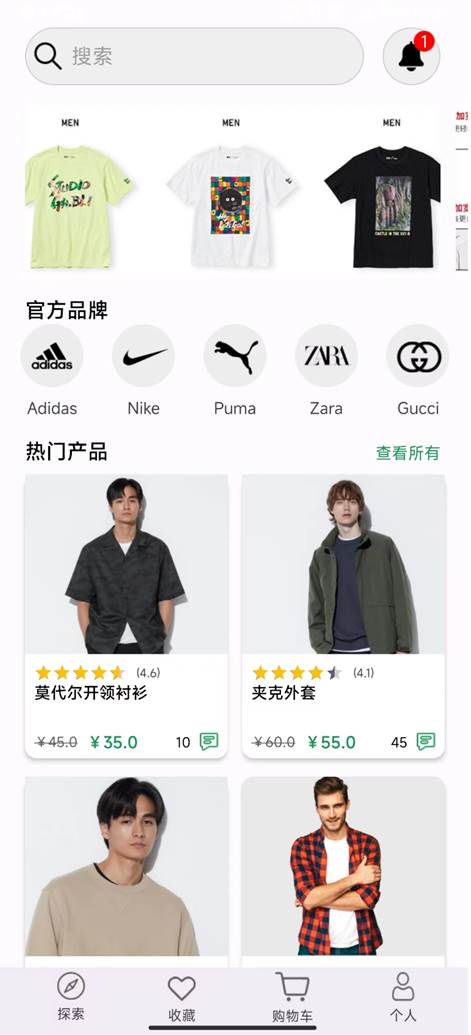 搜索
1
MEN
MEN
MEN
官方品牌
adidas
ZARA
Adidas
Nike
Puma
Zara
Gucci
热门产品
查看所有
(4.6)
莫代尔开领衬衫
￥45.0 ￥35.0 10
(4.1)
夹克外套
￥60.0 ￥55.0 45
探索
收藏
购物车
个人